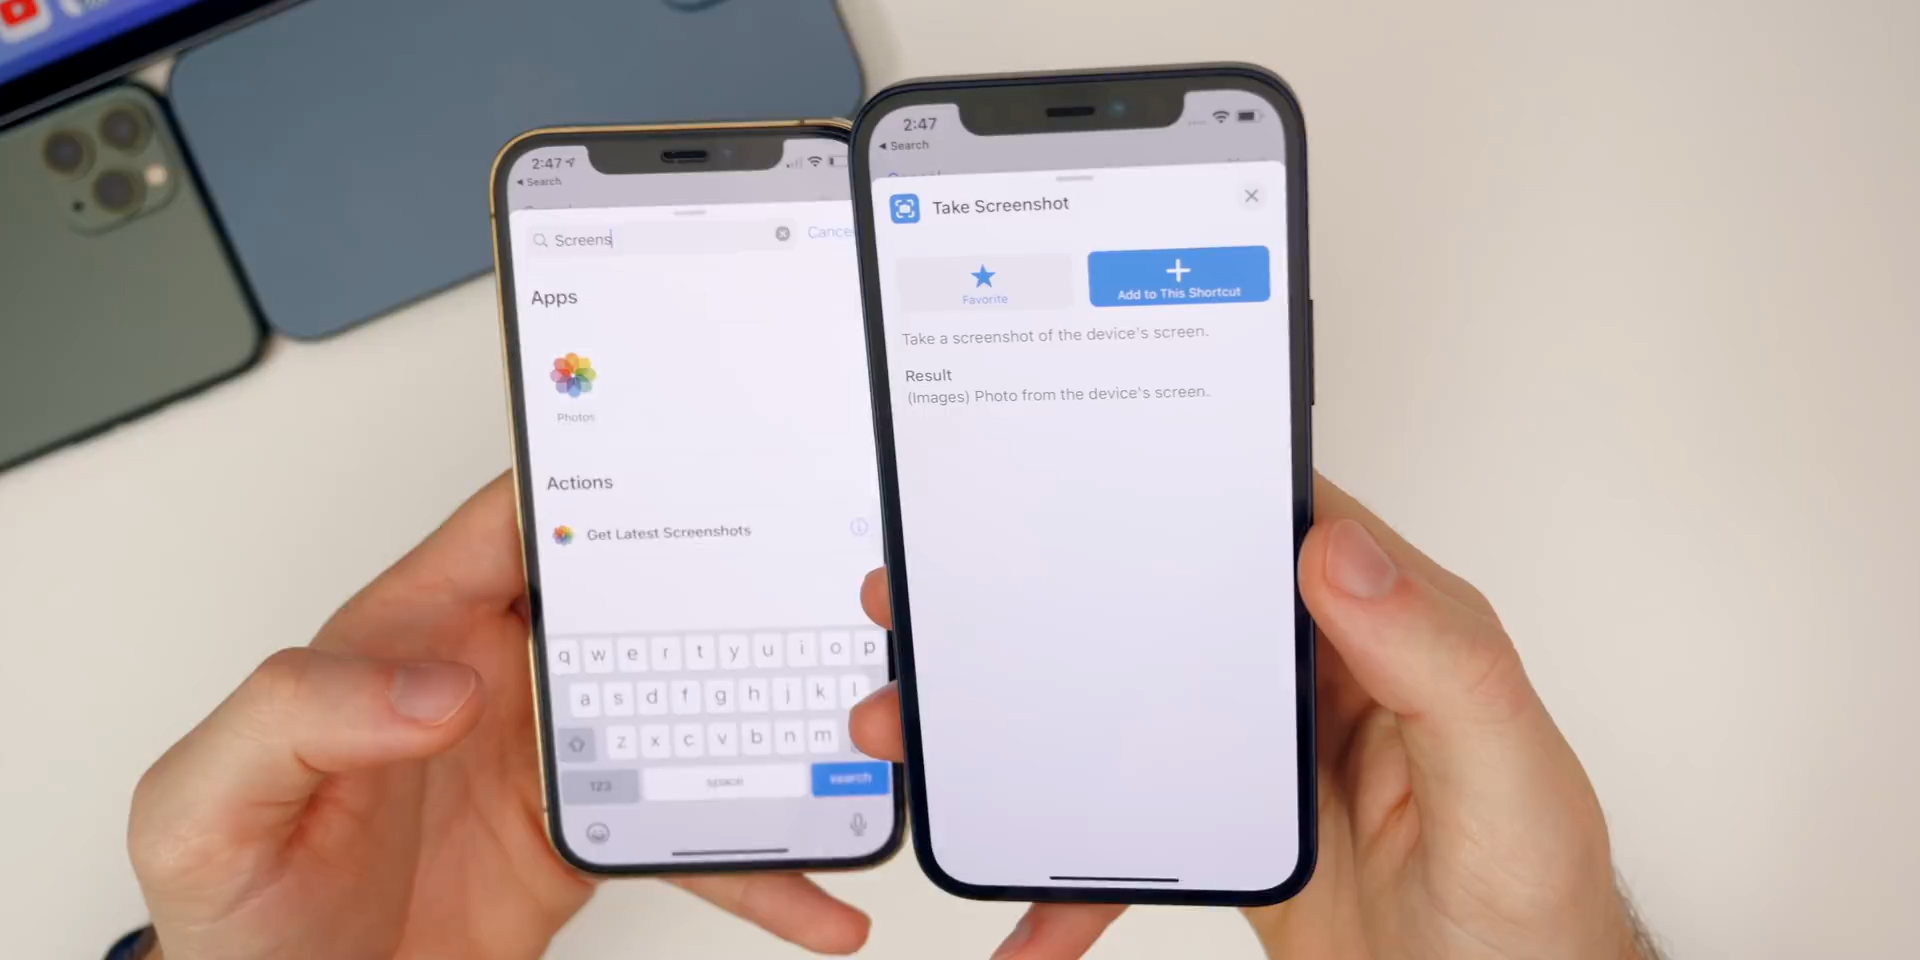 2:47
Search
Screens
Cance
Apps
Photos
Actions
Get Latest Screenshots
q w e r t y u i o p
a s d f g h j k l
z x c v b n m
123 space search
2:47
Search
Take Screenshot
Favorite
Add to This Shortcut
Take a screenshot of the device's screen.
Result
(Images) Photo from the device's screen.